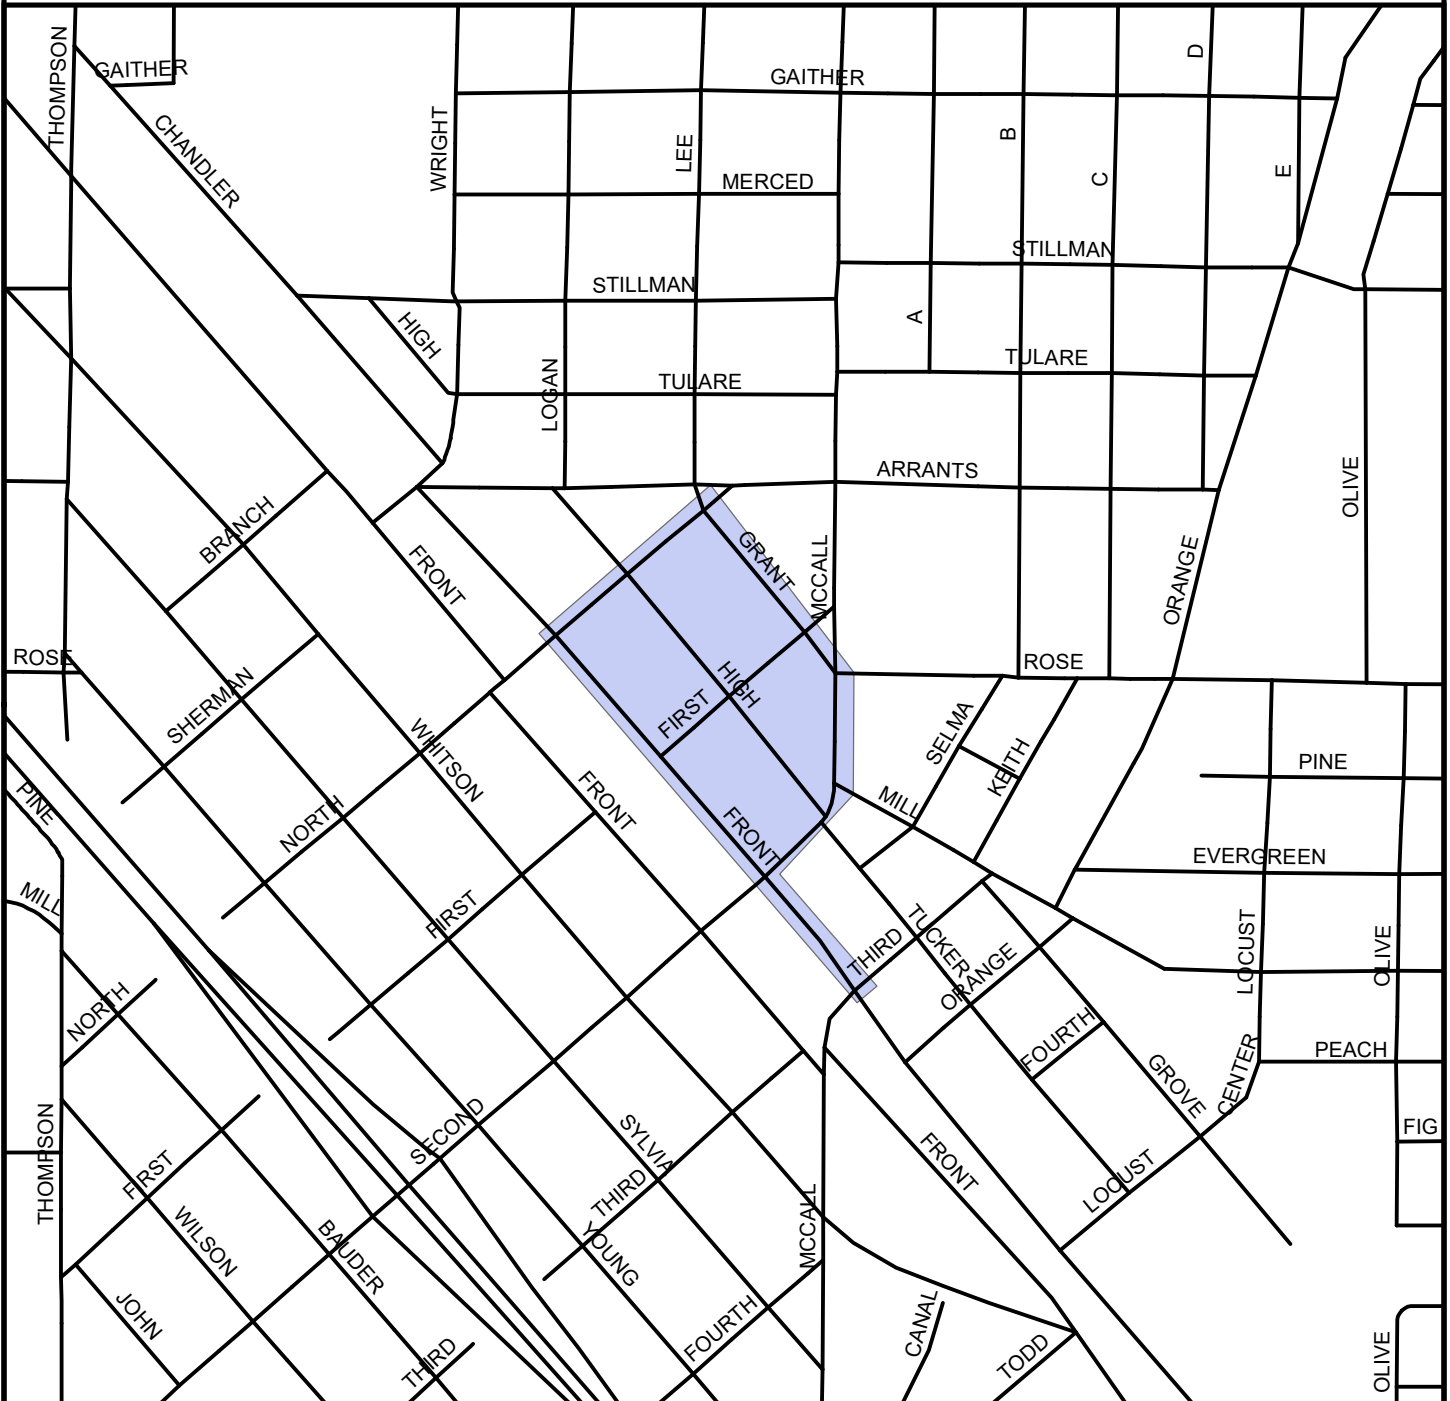 THOMPSON
GAITHER
CHANDLER
WRIGHT
LEE
GAITHER
MERCED
B
D
C
E
STILLMAN
STILLMAN
HIGH
A
TULARE
TULARE
LOGAN
ARRANTS
OLIVE
BRANCH
FRONT
GRANT
MCCALL
ORANGE
ROSE
ROSE
SHERMAN
HIGH
FIRST
WHITSON
SELMA
KEITH
PINE
PINE
NORTH
FRONT
FRONT
MILL
EVERGREEN
MILL
FIRST
TUCKER
THIRD
ORANGE
LOCUST
OLIVE
NORTH
FOURTH
GROVE
CENTER
PEACH
FIG
THOMPSON
FIRST
SECOND
SYLVIA
THIRD
FRONT
LOCUST
MCCALL
WILSON
BAUDER
YOUNG
JOHN
THIRD
FOURTH
CANAL
TODD
OLIVE